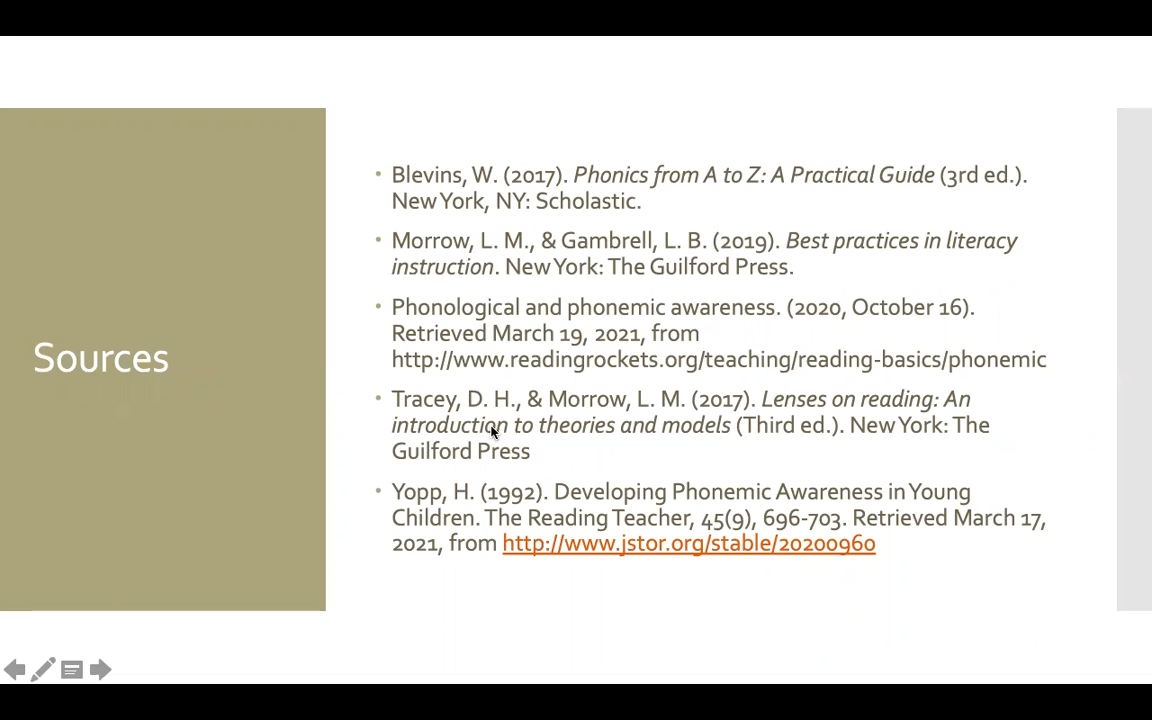 Sources
• Blevins, W. (2017). Phonics from A to Z: A Practical Guide (3rd ed.).
New York, NY: Scholastic.
• Morrow, L. M., & Gambrell, L. B. (2019). Best practices in literacy
instruction. New York: The Guilford Press.
• Phonological and phonemic awareness. (2020, October 16).
Retrieved March 19, 2021, from
http://www.readingrockets.org/teaching/reading-basics/phonemic
• Tracey, D. H., & Morrow, L. M. (2017). Lenses on reading: An
introduction to theories and models (Third ed.). New York: The
Guilford Press
• Yopp, H. (1992). Developing Phonemic Awareness in Young
Children. The Reading Teacher, 45(9), 696-703. Retrieved March 17,
2021, from http://www.jstor.org/stable/20200960